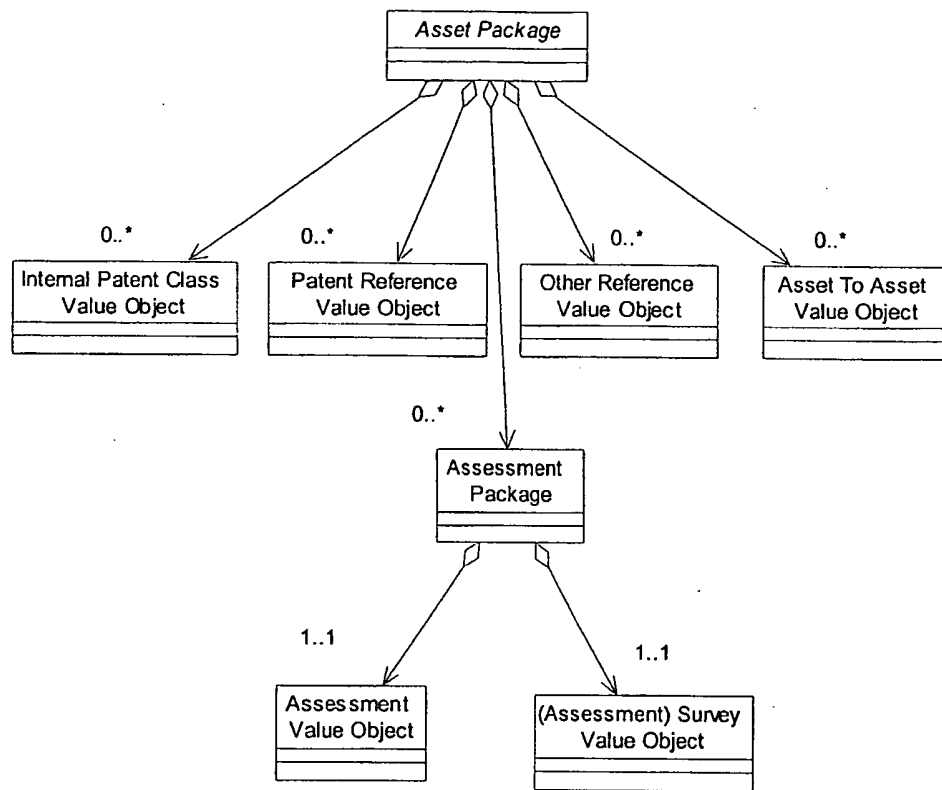 Asset Package
0..*
0..*
0..*
0..*
Internal Patent Class
Value Object
Patent Reference
Value Object
Other Reference
Value Object
Asset To Asset
Value Object
0..*
Assessment
Package
1..1
1..1
Assessment
Value Object
(Assessment) Survey
Value Object